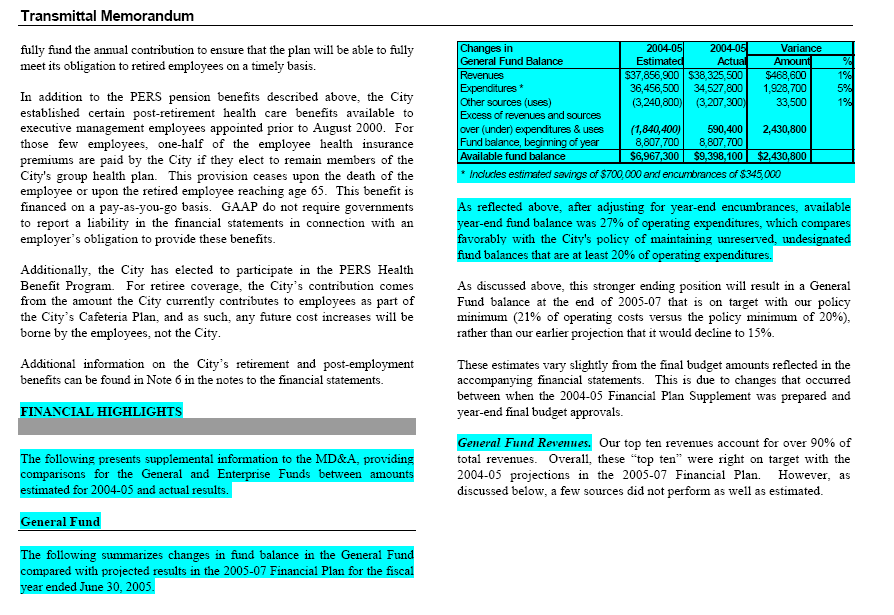 Transmittal Memorandum
fully fund the annual contribution to ensure that the plan will be able to fully
meet its obligation to retired employees on a timely basis.
In addition to the PERS pension benefits described above, the City
established certain post-retirement health care benefits available to
executive management employees appointed prior to August 2000. For
those few employees, one-half of the employee health insurance
premiums are paid by the City if they elect to remain members of the
City's group health plan. This provision ceases upon the death of the
employee or upon the retired employee reaching age 65. This benefit is
financed on a pay-as-you-go basis. GAAP do not require governments
to report a liability in the financial statements in connection with an
employer's obligation to provide these benefits.
Additionally, the City has elected to participate in the PERS Health
Benefit Program. For retiree coverage, the City's contribution comes
from the amount the City currently contributes to employees as part of
the City's Cafeteria Plan, and as such, any future cost increases will be
borne by the employees, not the City.
Additional information on the City's retirement and post-employment
benefits can be found in Note 6 in the notes to the financial statements.
FINANCIAL HIGHLIGHTS
The following presents supplemental information to the MD&A, providing
comparisons for the General and Enterprise Funds between amounts
estimated for 2004-05 and actual results.
General Fund
The following summarizes changes in fund balance in the General Fund
compared with projected results in the 2005-07 Financial Plan for the fiscal
year ended June 30, 2005.
Changes in 2004-05 2004-05 Variance
General Fund Balance Estimated Actual Amount %
Revenues $37,856,900 $38,325,500 $468,600 1%
Expenditures * 36,456,500 34,527,800 1,928,700 5%
Other sources (uses) (3,240,800) (3,207,300) 33,500 1%
Excess of revenues and sources
over (under) expenditures & uses (1,840,400) 590,400 2,430,800
Fund balance, beginning of year 8,807,700 8,807,700
Available fund balance $6,967,300 $9,398,100 $2,430,800
* Includes estimated savings of $700,000 and encumbrances of $345,000
As reflected above, after adjusting for year-end encumbrances, available
year-end fund balance was 27% of operating expenditures, which compares
favorably with the City's policy of maintaining unreserved, undesignated
fund balances that are at least 20% of operating expenditures.
As discussed above, this stronger ending position will result in a General
Fund balance at the end of 2005-07 that is on target with our policy
minimum (21% of operating costs versus the policy minimum of 20%),
rather than our earlier projection that it would decline to 15%.
These estimates vary slightly from the final budget amounts reflected in the
accompanying financial statements. This is due to changes that occurred
between when the 2004-05 Financial Plan Supplement was prepared and
year-end final budget approvals.
General Fund Revenues. Our top ten revenues account for over 90% of
total revenues. Overall, these “top ten” were right on target with the
2004-05 projections in the 2005-07 Financial Plan. However, as
discussed below, a few sources did not perform as well as estimated.